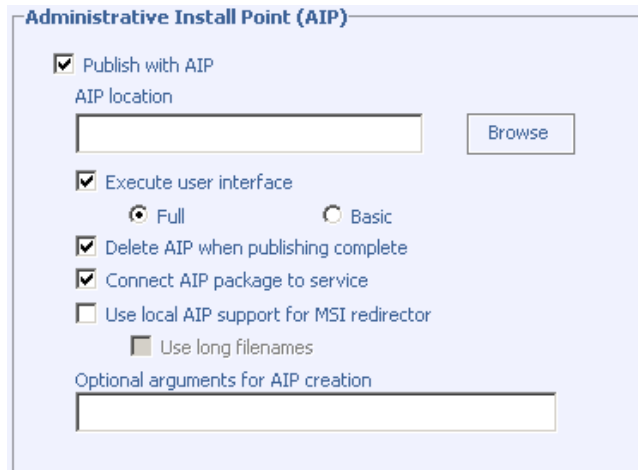 Administrative Install Point (AIP)
Publish with AIP
AIP location
Browse
Execute user interface
Full Basic
Delete AIP when publishing complete
Connect AIP package to service
Use local AIP support for MSI redirector
Use long filenames
Optional arguments for AIP creation